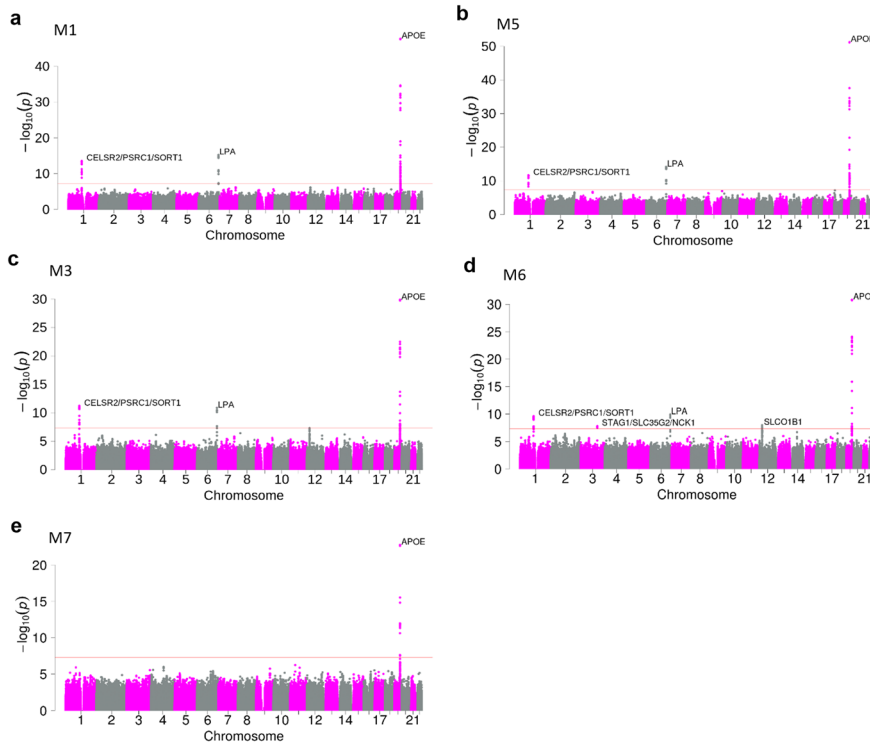 a
M1
APOE
CELSR2/PSRC1/SORT1
LPA
− log10(p)
40
30
20
10
0
1 2 3 4 5 6 7 8 10 12 14 17 21
Chromosome
b
M5
APOE
CELSR2/PSRC1/SORT1
LPA
− log10(p)
50
40
30
20
10
0
1 2 3 4 5 6 7 8 10 12 14 17 21
Chromosome
c
M3
APOE
CELSR2/PSRC1/SORT1
LPA
− log10(p)
30
25
20
15
10
5
0
1 2 3 4 5 6 7 8 10 12 14 17 21
Chromosome
d
M6
APO
CELSR2/PSRC1/SORT1
LPA
STAG1/SLC35G2/NCK1
SLCO1B1
− log10(p)
30
25
20
15
10
5
0
1 2 3 4 5 6 7 8 10 12 14 17 21
Chromosome
e
M7
APOE
− log10(p)
20
15
10
5
0
1 2 3 4 5 6 7 8 10 12 14 17 21
Chromosome